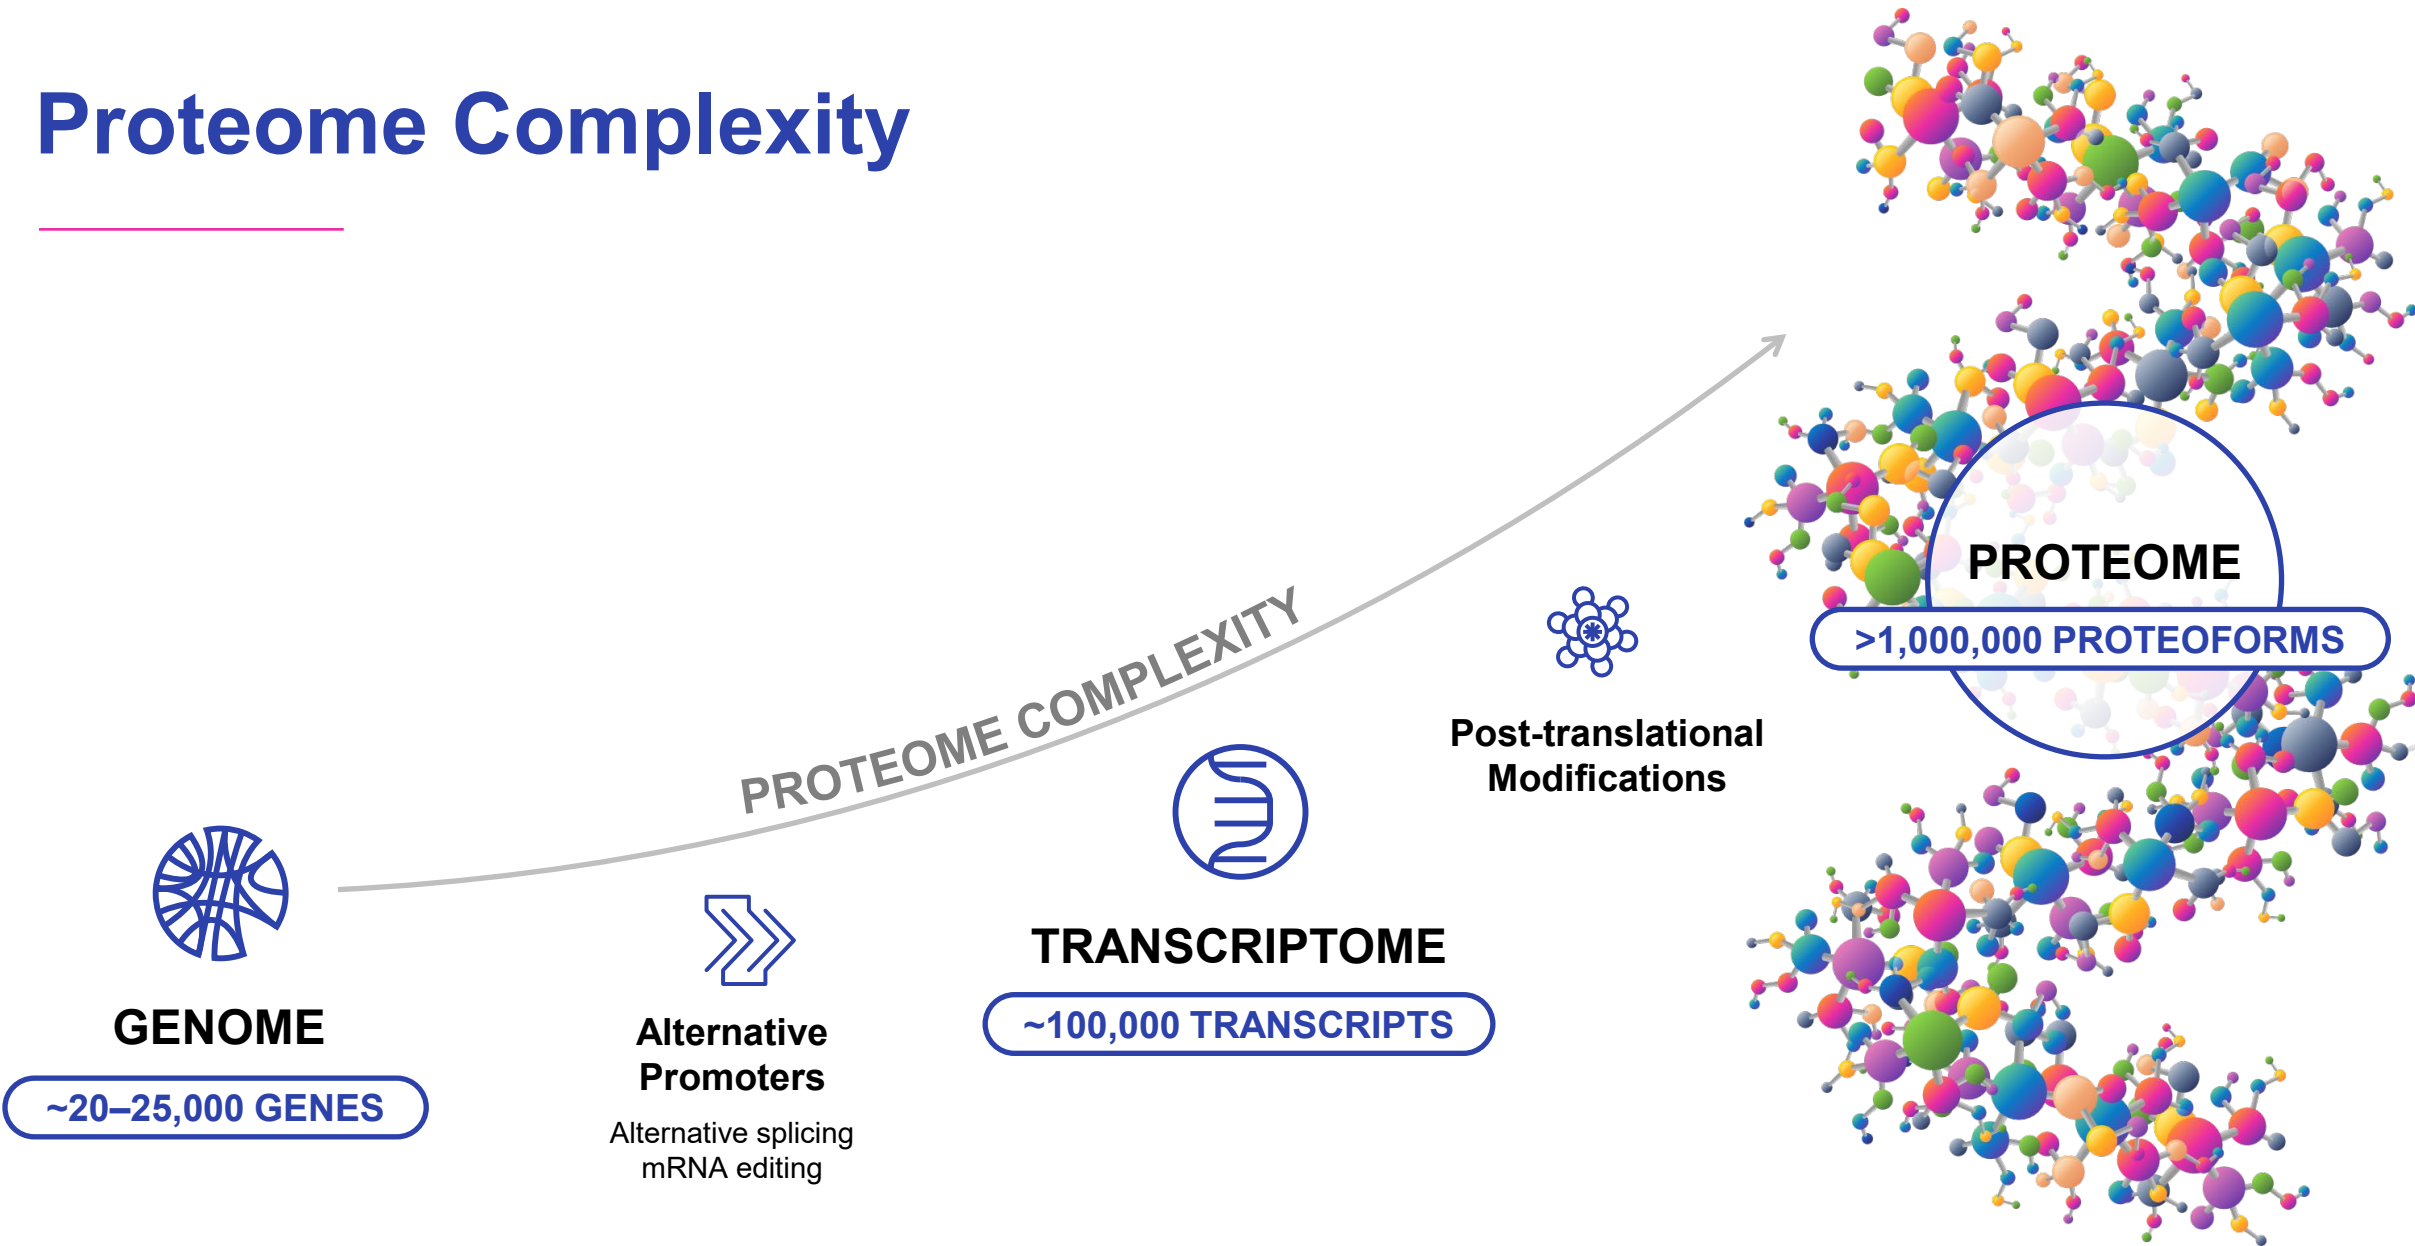 Proteome Complexity
PROTEOME COMPLEXITY
GENOME
~20–25,000 GENES
Alternative
Promoters
Alternative splicing
mRNA editing
TRANSCRIPTOME
~100,000 TRANSCRIPTS
Post-translational
Modifications
PROTEOME
>1,000,000 PROTEOFORMS